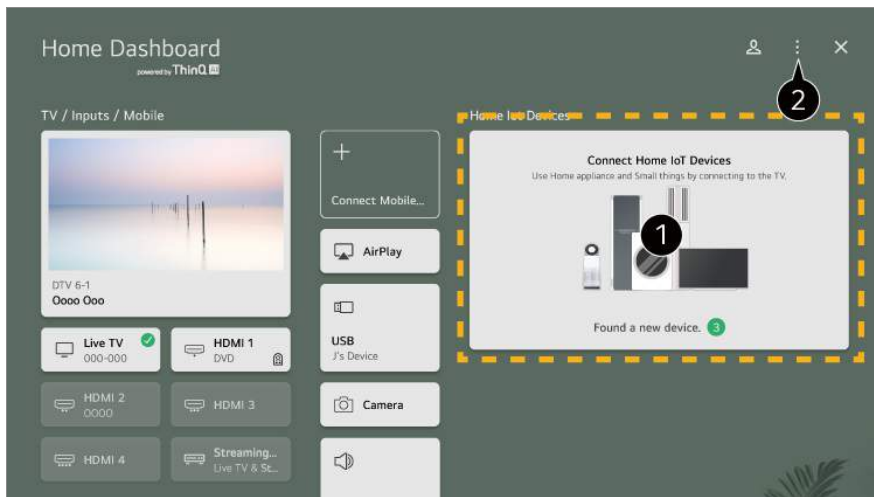 Home Dashboard
powered by ThinQ AI
2
TV / Inputs / Mobile
Home Iot Devices
DTV 6-1
Oooo Ooo
Live TV
000-000
HDMI 1
DVD
HDMI 2
0000
HDMI 3
HDMI 4
Streaming...
Live TV & St...
Connect Mobile...
AirPlay
USB
J's Device
Camera
Connect Home IoT Devices
Use Home appliance and Small things by connecting to the TV.
1
Found a new device. 3